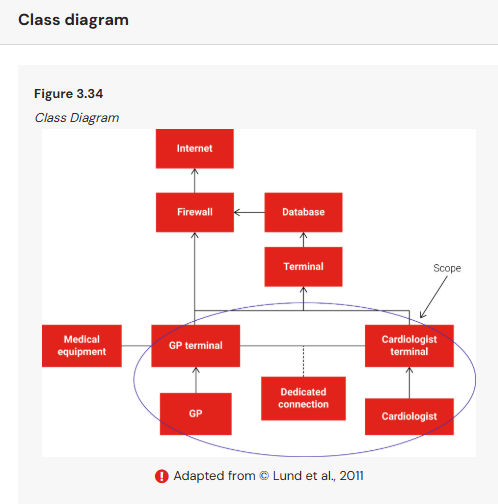 Class diagram
Figure 3.34
Class Diagram
Internet
Firewall
Database
Terminal
Scope
Medical
equipment
GP terminal
Cardiologist
terminal
Dedicated
connection
GP
Cardiologist
! Adapted from © Lund et al., 2011